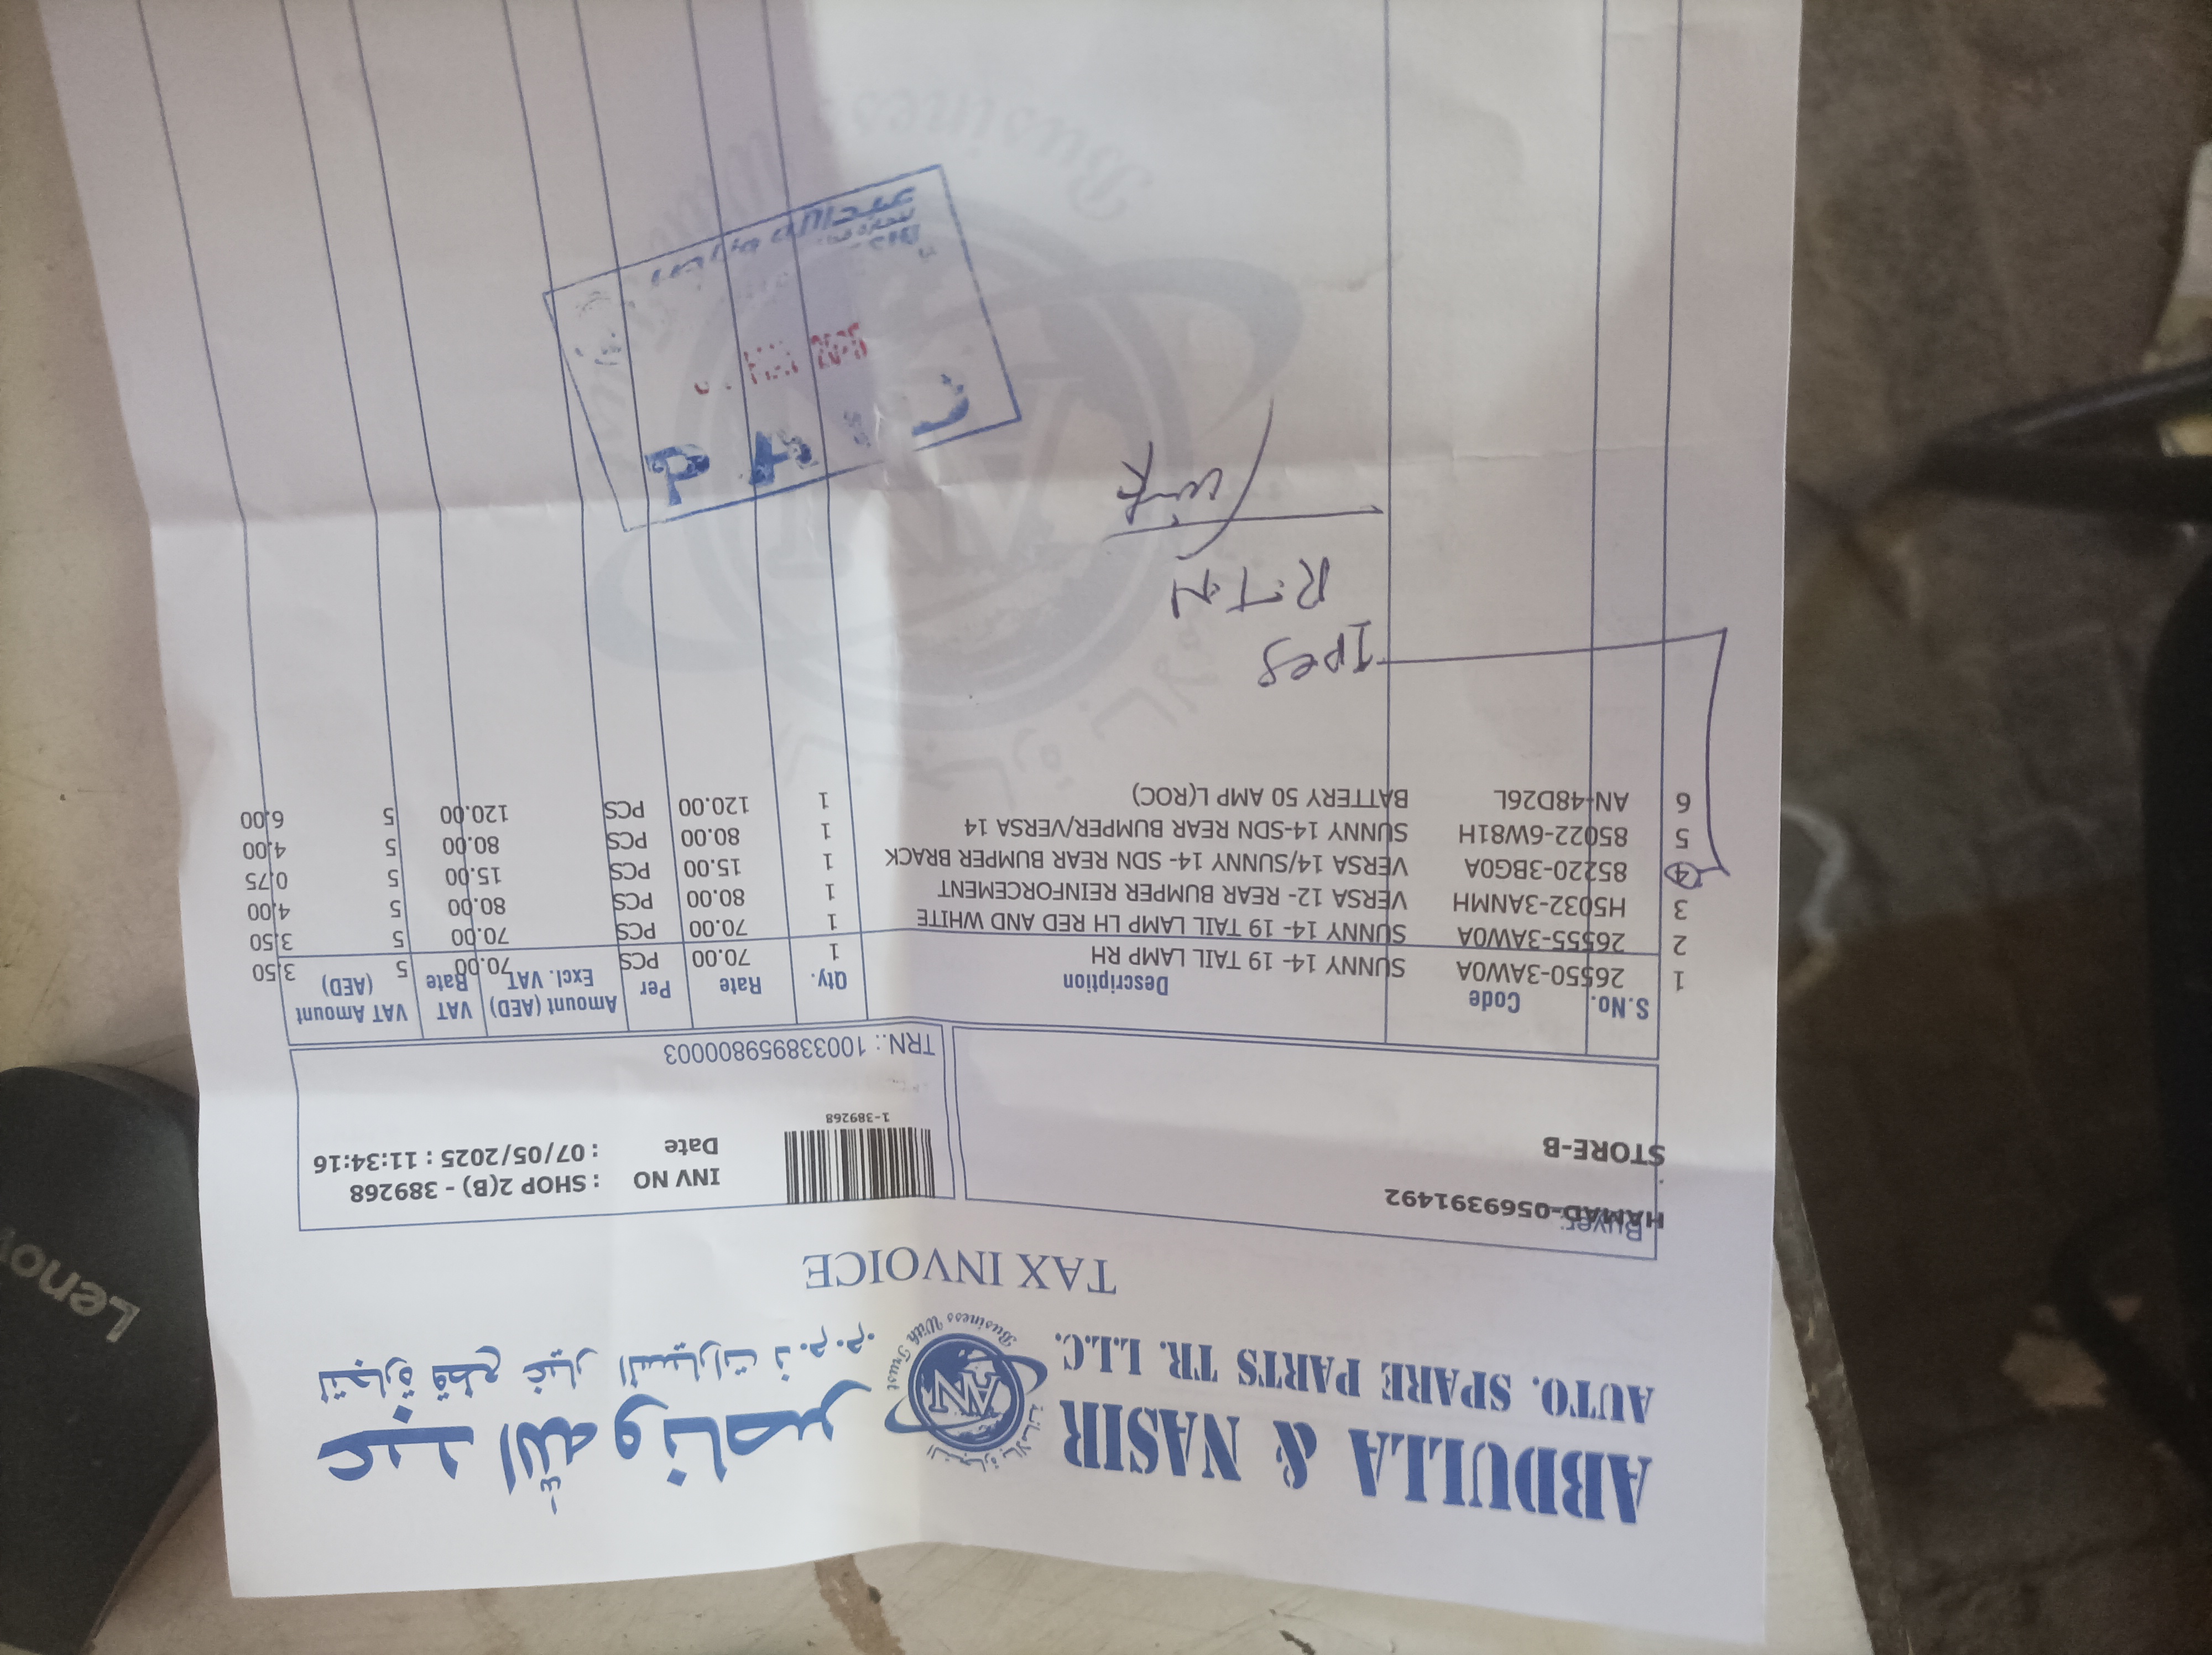 ABDULLA & NASIR
AUTO. SPARE PARTS TR. L.L.C.
عبد الله وناصر
لتجارة قطع غيار السيارات ذ.م.م.
AN
Business With Trust
TAX INVOICE
Buyer:
HAMAD-0569391492
STORE-B
INV NO : SHOP 2(B) - 389268
Date : 07/05/2025 : 11:34:16
1-389268
TRN.: 100338959800003
S.No. Code Description Qty. Rate Per Amount (AED) Excl. VAT VAT Rate VAT Amount (AED)
1 26550-3AW0A SUNNY 14- 19 TAIL LAMP RH 1 70.00 PCS 70.00 5 3.50
2 26555-3AW0A SUNNY 14- 19 TAIL LAMP LH RED AND WHITE 1 70.00 PCS 70.00 5 3.50
3 H5032-3ANMH VERSA 12- REAR BUMPER REINFORCEMENT 1 80.00 PCS 80.00 5 4.00
4 85220-3BG0A VERSA 14/SUNNY 14- SDN REAR BUMPER BRACK 1 15.00 PCS 15.00 5 0.75
5 85022-6W81H SUNNY 14-SDN REAR BUMPER/VERSA 14 1 80.00 PCS 80.00 5 4.00
6 AN-48D26L BATTERY 50 AMP L(ROC) 1 120.00 PCS 120.00 5 6.00
1pcs
R.T.N
PAID
2025
Business
Lenov